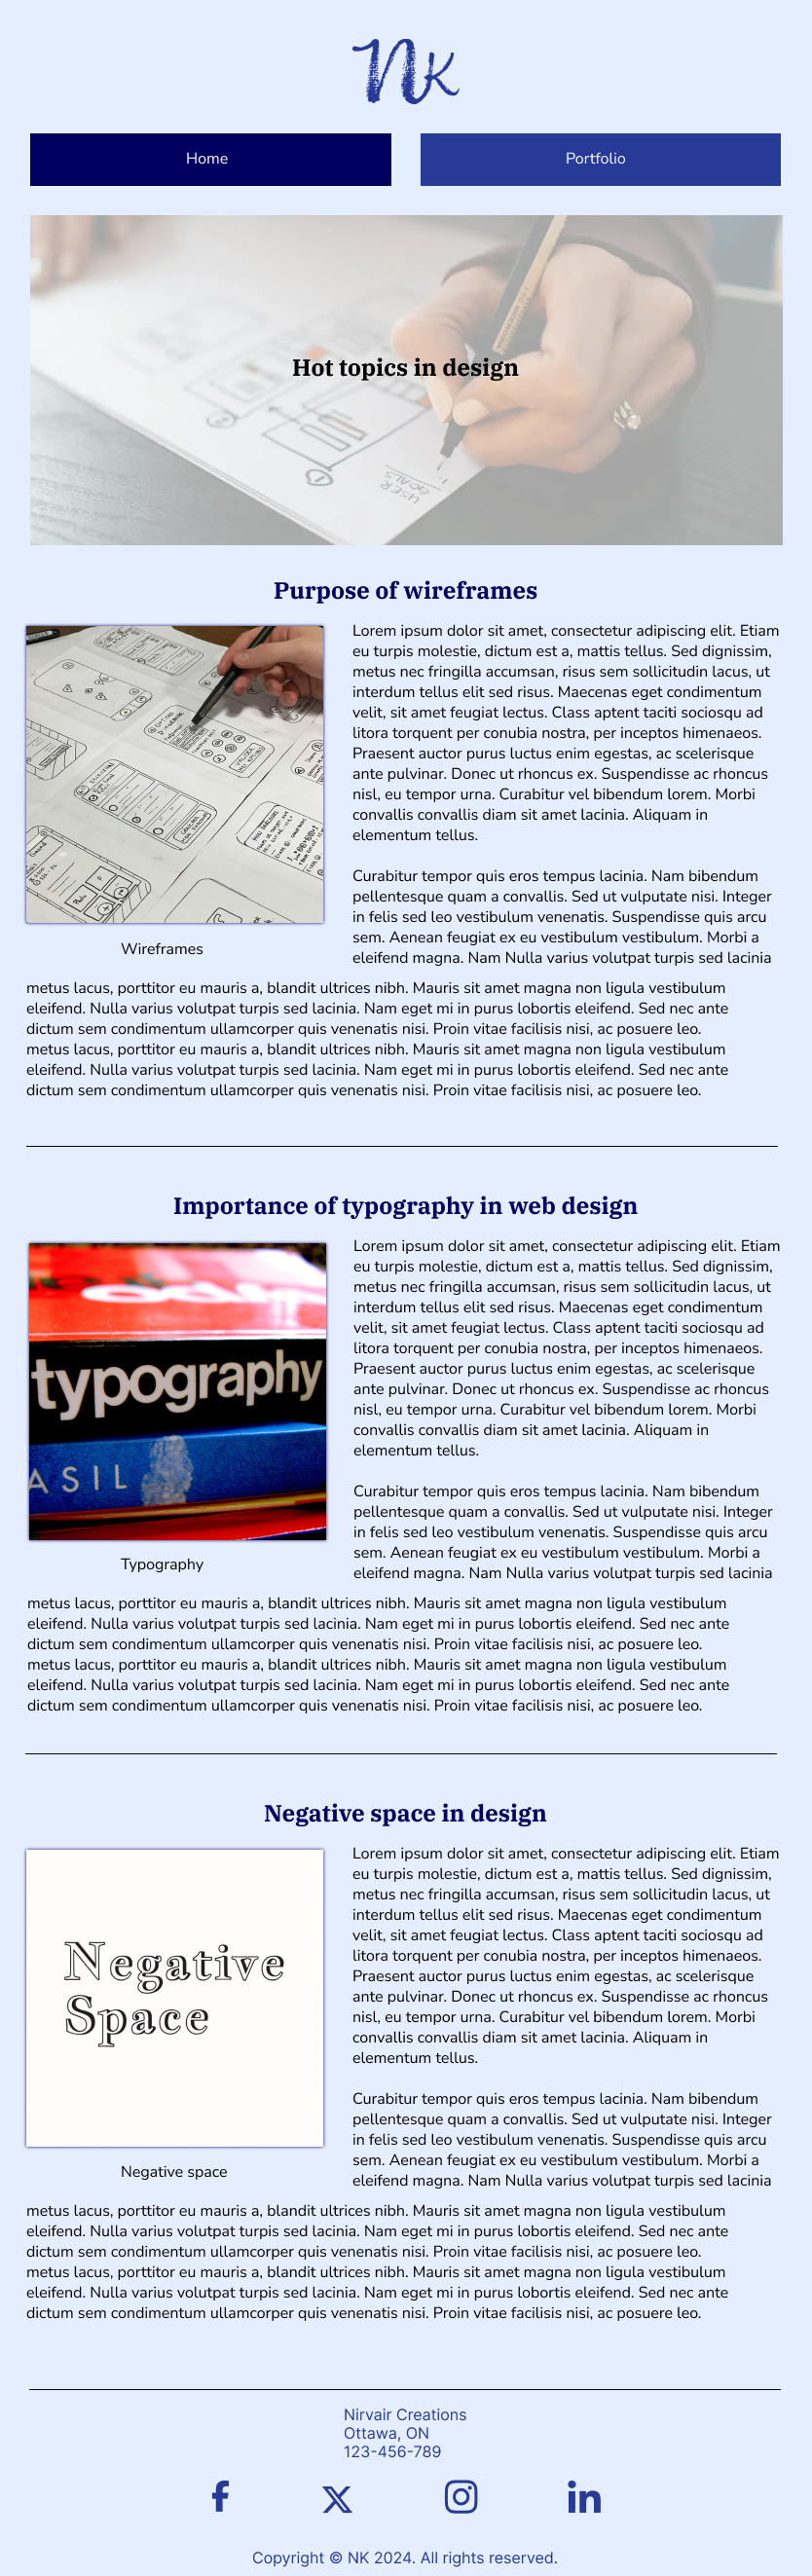 NK
Home
Portfolio
Hot topics in design
USER
GOALS
1.
Purpose of wireframes
Lorem ipsum dolor sit amet, consectetur adipiscing elit. Etiam
eu turpis molestie, dictum est a, mattis tellus. Sed dignissim,
metus nec fringilla accumsan, risus sem sollicitudin lacus, ut
interdum tellus elit sed risus. Maecenas eget condimentum
velit, sit amet feugiat lectus. Class aptent taciti sociosqu ad
litora torquent per conubia nostra, per inceptos himenaeos.
Praesent auctor purus luctus enim egestas, ac scelerisque
ante pulvinar. Donec ut rhoncus ex. Suspendisse ac rhoncus
nisl, eu tempor urna. Curabitur vel bibendum lorem. Morbi
convallis convallis diam sit amet lacinia. Aliquam in
elementum tellus.
Curabitur tempor quis eros tempus lacinia. Nam bibendum
pellentesque quam a convallis. Sed ut vulputate nisi. Integer
in felis sed leo vestibulum venenatis. Suspendisse quis arcu
sem. Aenean feugiat ex eu vestibulum vestibulum. Morbi a
eleifend magna. Nam Nulla varius volutpat turpis sed lacinia
Wireframes
metus lacus, porttitor eu mauris a, blandit ultrices nibh. Mauris sit amet magna non ligula vestibulum
eleifend. Nulla varius volutpat turpis sed lacinia. Nam eget mi in purus lobortis eleifend. Sed nec ante
dictum sem condimentum ullamcorper quis venenatis nisi. Proin vitae facilisis nisi, ac posuere leo.
metus lacus, porttitor eu mauris a, blandit ultrices nibh. Mauris sit amet magna non ligula vestibulum
eleifend. Nulla varius volutpat turpis sed lacinia. Nam eget mi in purus lobortis eleifend. Sed nec ante
dictum sem condimentum ullamcorper quis venenatis nisi. Proin vitae facilisis nisi, ac posuere leo.
Importance of typography in web design
typography
ASIL
Lorem ipsum dolor sit amet, consectetur adipiscing elit. Etiam
eu turpis molestie, dictum est a, mattis tellus. Sed dignissim,
metus nec fringilla accumsan, risus sem sollicitudin lacus, ut
interdum tellus elit sed risus. Maecenas eget condimentum
velit, sit amet feugiat lectus. Class aptent taciti sociosqu ad
litora torquent per conubia nostra, per inceptos himenaeos.
Praesent auctor purus luctus enim egestas, ac scelerisque
ante pulvinar. Donec ut rhoncus ex. Suspendisse ac rhoncus
nisl, eu tempor urna. Curabitur vel bibendum lorem. Morbi
convallis convallis diam sit amet lacinia. Aliquam in
elementum tellus.
Curabitur tempor quis eros tempus lacinia. Nam bibendum
pellentesque quam a convallis. Sed ut vulputate nisi. Integer
in felis sed leo vestibulum venenatis. Suspendisse quis arcu
sem. Aenean feugiat ex eu vestibulum vestibulum. Morbi a
eleifend magna. Nam Nulla varius volutpat turpis sed lacinia
Typography
metus lacus, porttitor eu mauris a, blandit ultrices nibh. Mauris sit amet magna non ligula vestibulum
eleifend. Nulla varius volutpat turpis sed lacinia. Nam eget mi in purus lobortis eleifend. Sed nec ante
dictum sem condimentum ullamcorper quis venenatis nisi. Proin vitae facilisis nisi, ac posuere leo.
metus lacus, porttitor eu mauris a, blandit ultrices nibh. Mauris sit amet magna non ligula vestibulum
eleifend. Nulla varius volutpat turpis sed lacinia. Nam eget mi in purus lobortis eleifend. Sed nec ante
dictum sem condimentum ullamcorper quis venenatis nisi. Proin vitae facilisis nisi, ac posuere leo.
Negative space in design
Negative
Space
Lorem ipsum dolor sit amet, consectetur adipiscing elit. Etiam
eu turpis molestie, dictum est a, mattis tellus. Sed dignissim,
metus nec fringilla accumsan, risus sem sollicitudin lacus, ut
interdum tellus elit sed risus. Maecenas eget condimentum
velit, sit amet feugiat lectus. Class aptent taciti sociosqu ad
litora torquent per conubia nostra, per inceptos himenaeos.
Praesent auctor purus luctus enim egestas, ac scelerisque
ante pulvinar. Donec ut rhoncus ex. Suspendisse ac rhoncus
nisl, eu tempor urna. Curabitur vel bibendum lorem. Morbi
convallis convallis diam sit amet lacinia. Aliquam in
elementum tellus.
Curabitur tempor quis eros tempus lacinia. Nam bibendum
pellentesque quam a convallis. Sed ut vulputate nisi. Integer
in felis sed leo vestibulum venenatis. Suspendisse quis arcu
sem. Aenean feugiat ex eu vestibulum vestibulum. Morbi a
eleifend magna. Nam Nulla varius volutpat turpis sed lacinia
Negative space
metus lacus, porttitor eu mauris a, blandit ultrices nibh. Mauris sit amet magna non ligula vestibulum
eleifend. Nulla varius volutpat turpis sed lacinia. Nam eget mi in purus lobortis eleifend. Sed nec ante
dictum sem condimentum ullamcorper quis venenatis nisi. Proin vitae facilisis nisi, ac posuere leo.
metus lacus, porttitor eu mauris a, blandit ultrices nibh. Mauris sit amet magna non ligula vestibulum
eleifend. Nulla varius volutpat turpis sed lacinia. Nam eget mi in purus lobortis eleifend. Sed nec ante
dictum sem condimentum ullamcorper quis venenatis nisi. Proin vitae facilisis nisi, ac posuere leo.
Nirvair Creations
Ottawa, ON
123-456-789
Copyright © NK 2024. All rights reserved.